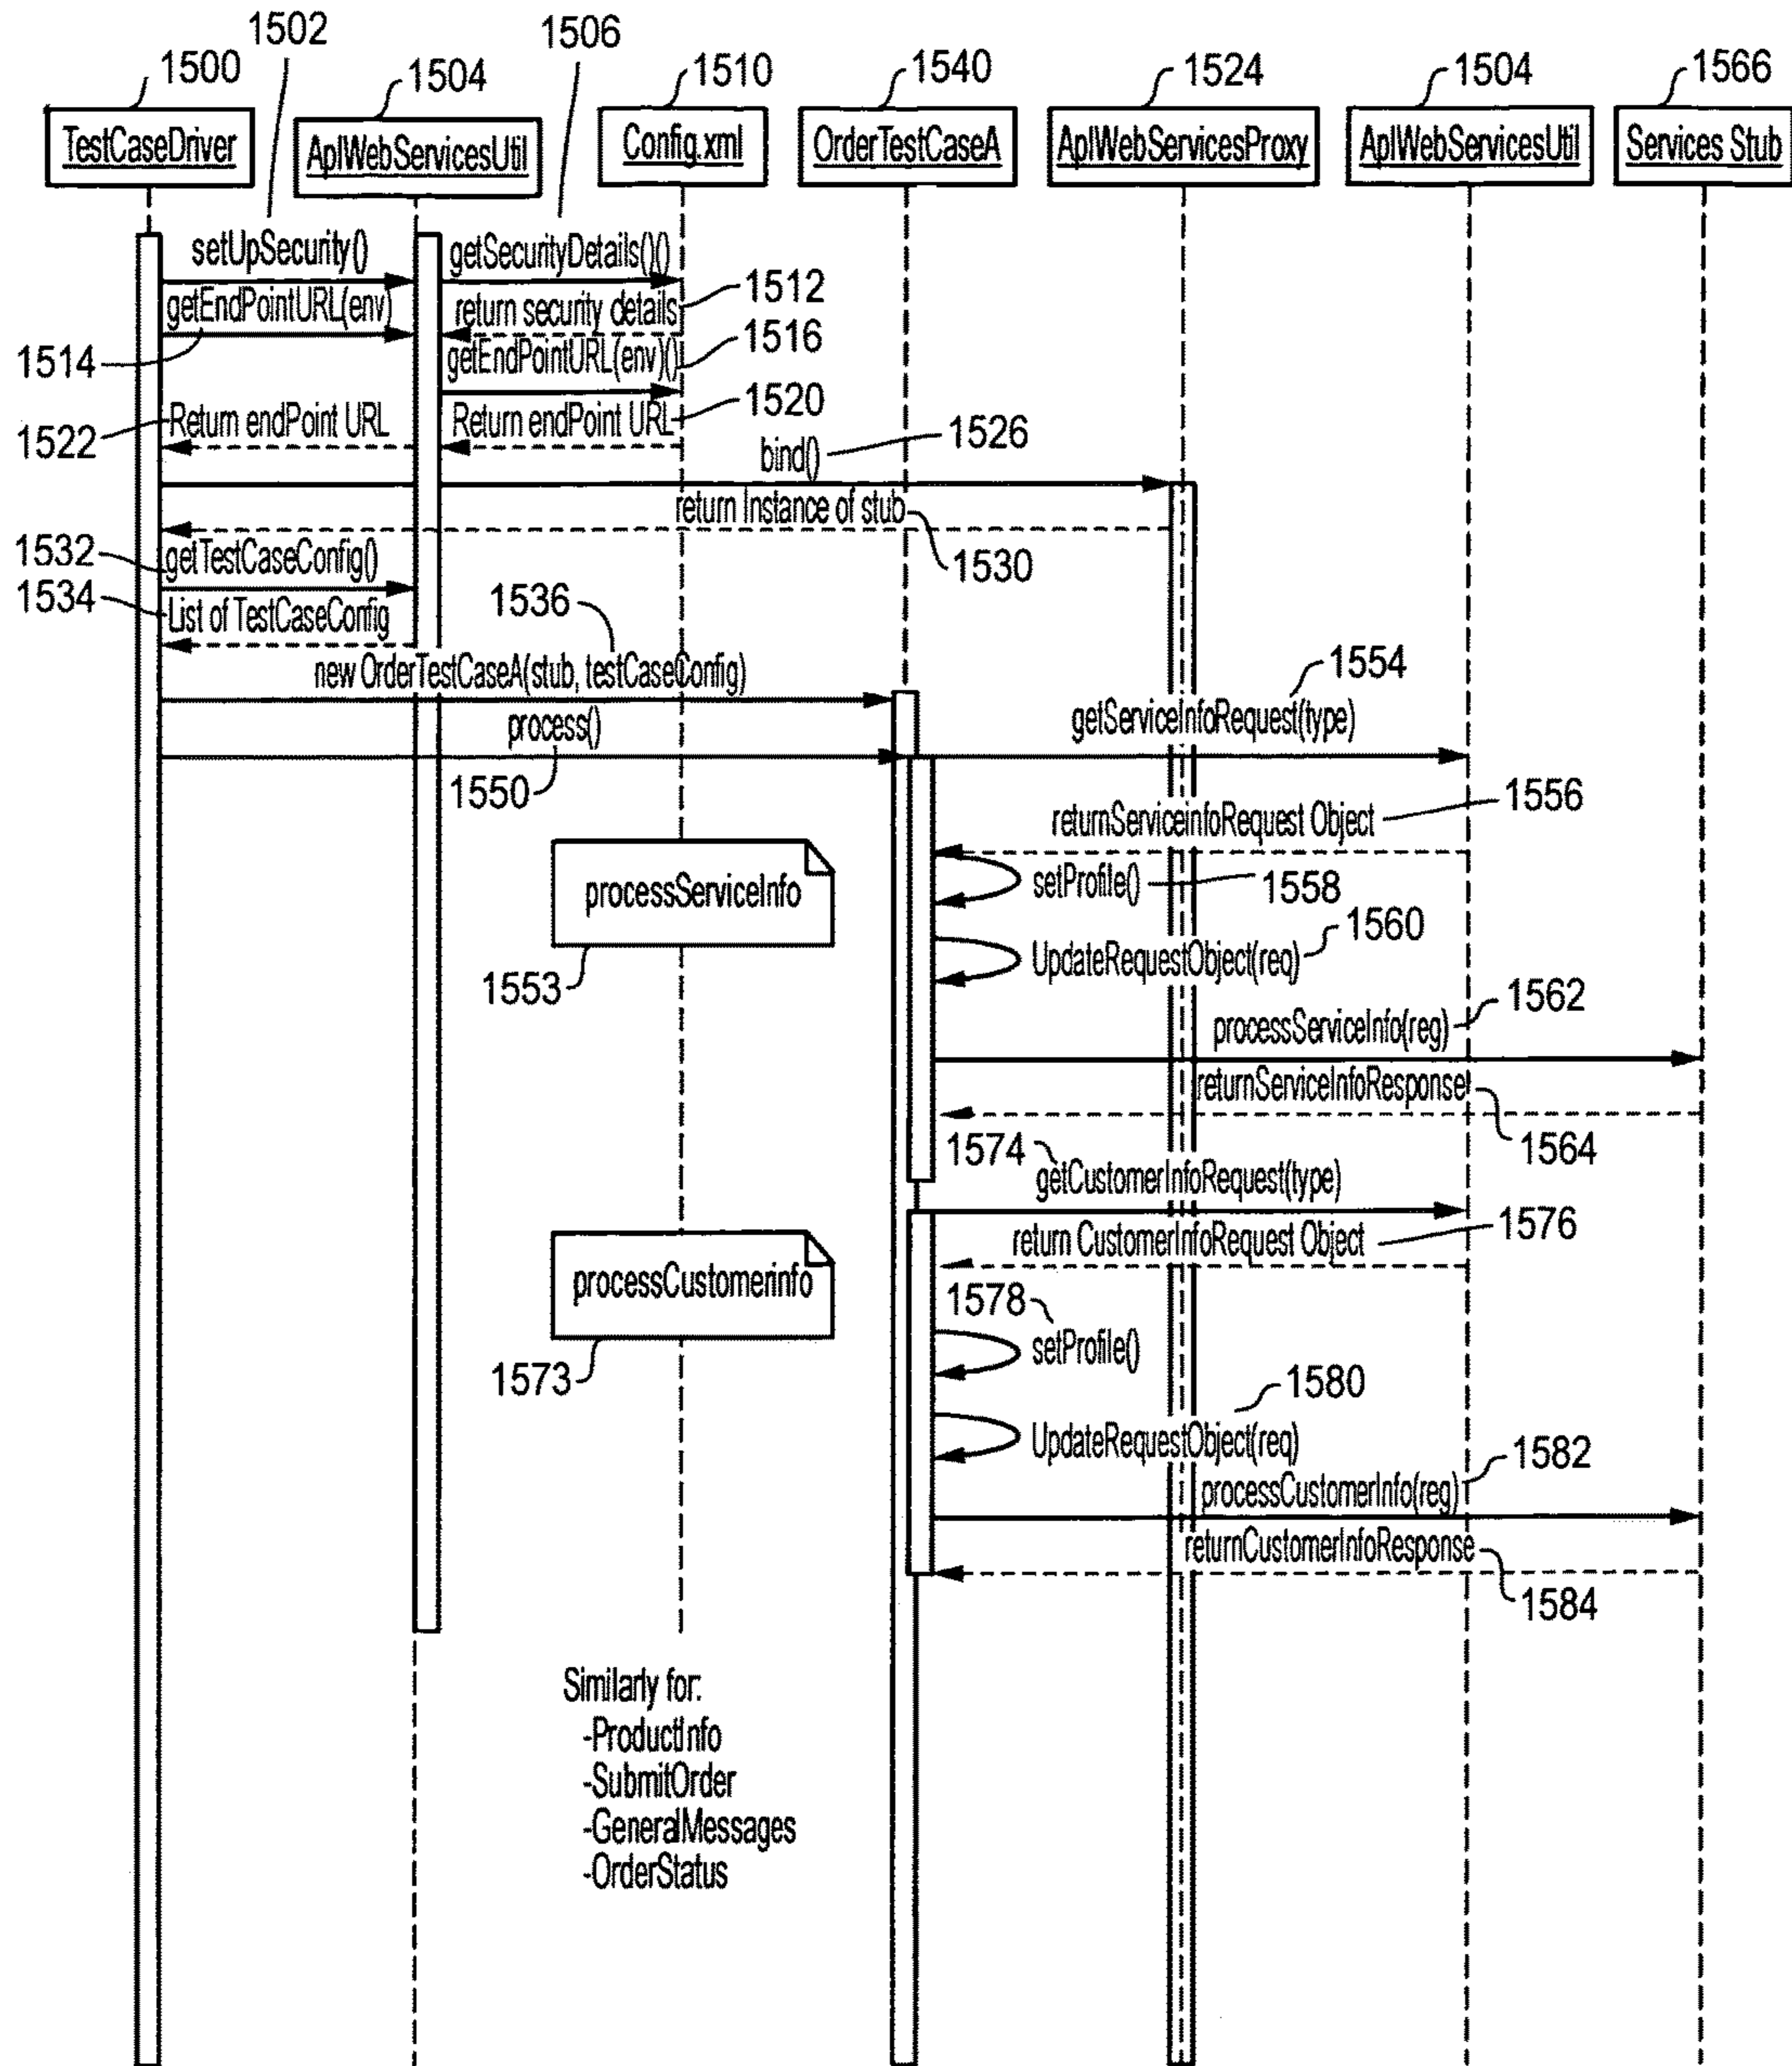 1502
1506
1500
1504
1510
1540
1524
1504
1566
TestCaseDriver
AplWebServicesUtil
Config.xml
OrderTestCaseA
AplWebServicesProxy
AplWebServicesUtil
Services Stub
setUpSecurity()
getSecurityDetails()()
1512
getEndPointURL(env)
return security details
1514
getEndPointURL(env)()
1516
1520
1522
Return endPoint URL
Return endPoint URL
bind()
1526
return Instance of stub
1530
1532
getTestCaseConfig()
1534
List of TestCaseConfig
1536
new OrderTestCaseA(stub, testCaseConfig)
1554
process()
getServiceInfoRequest(type)
1550
1556
returnServiceinfoRequest Object
processServiceInfo
setProfile()
1558
1560
UpdateRequestObject(req)
1553
1562
processServiceInfo(reg)
returnServiceInfoResponse
1564
1574
getCustomerInfoRequest(type)
1576
return CustomerInfoRequest Object
processCustomerinfo
1578
setProfile()
1573
1580
UpdateRequestObject(req)
1582
processCustomerInfo(reg)
returnCustomerInfoResponse
1584
Similarly for:
-ProductInfo
-SubmitOrder
-GeneralMessages
-OrderStatus